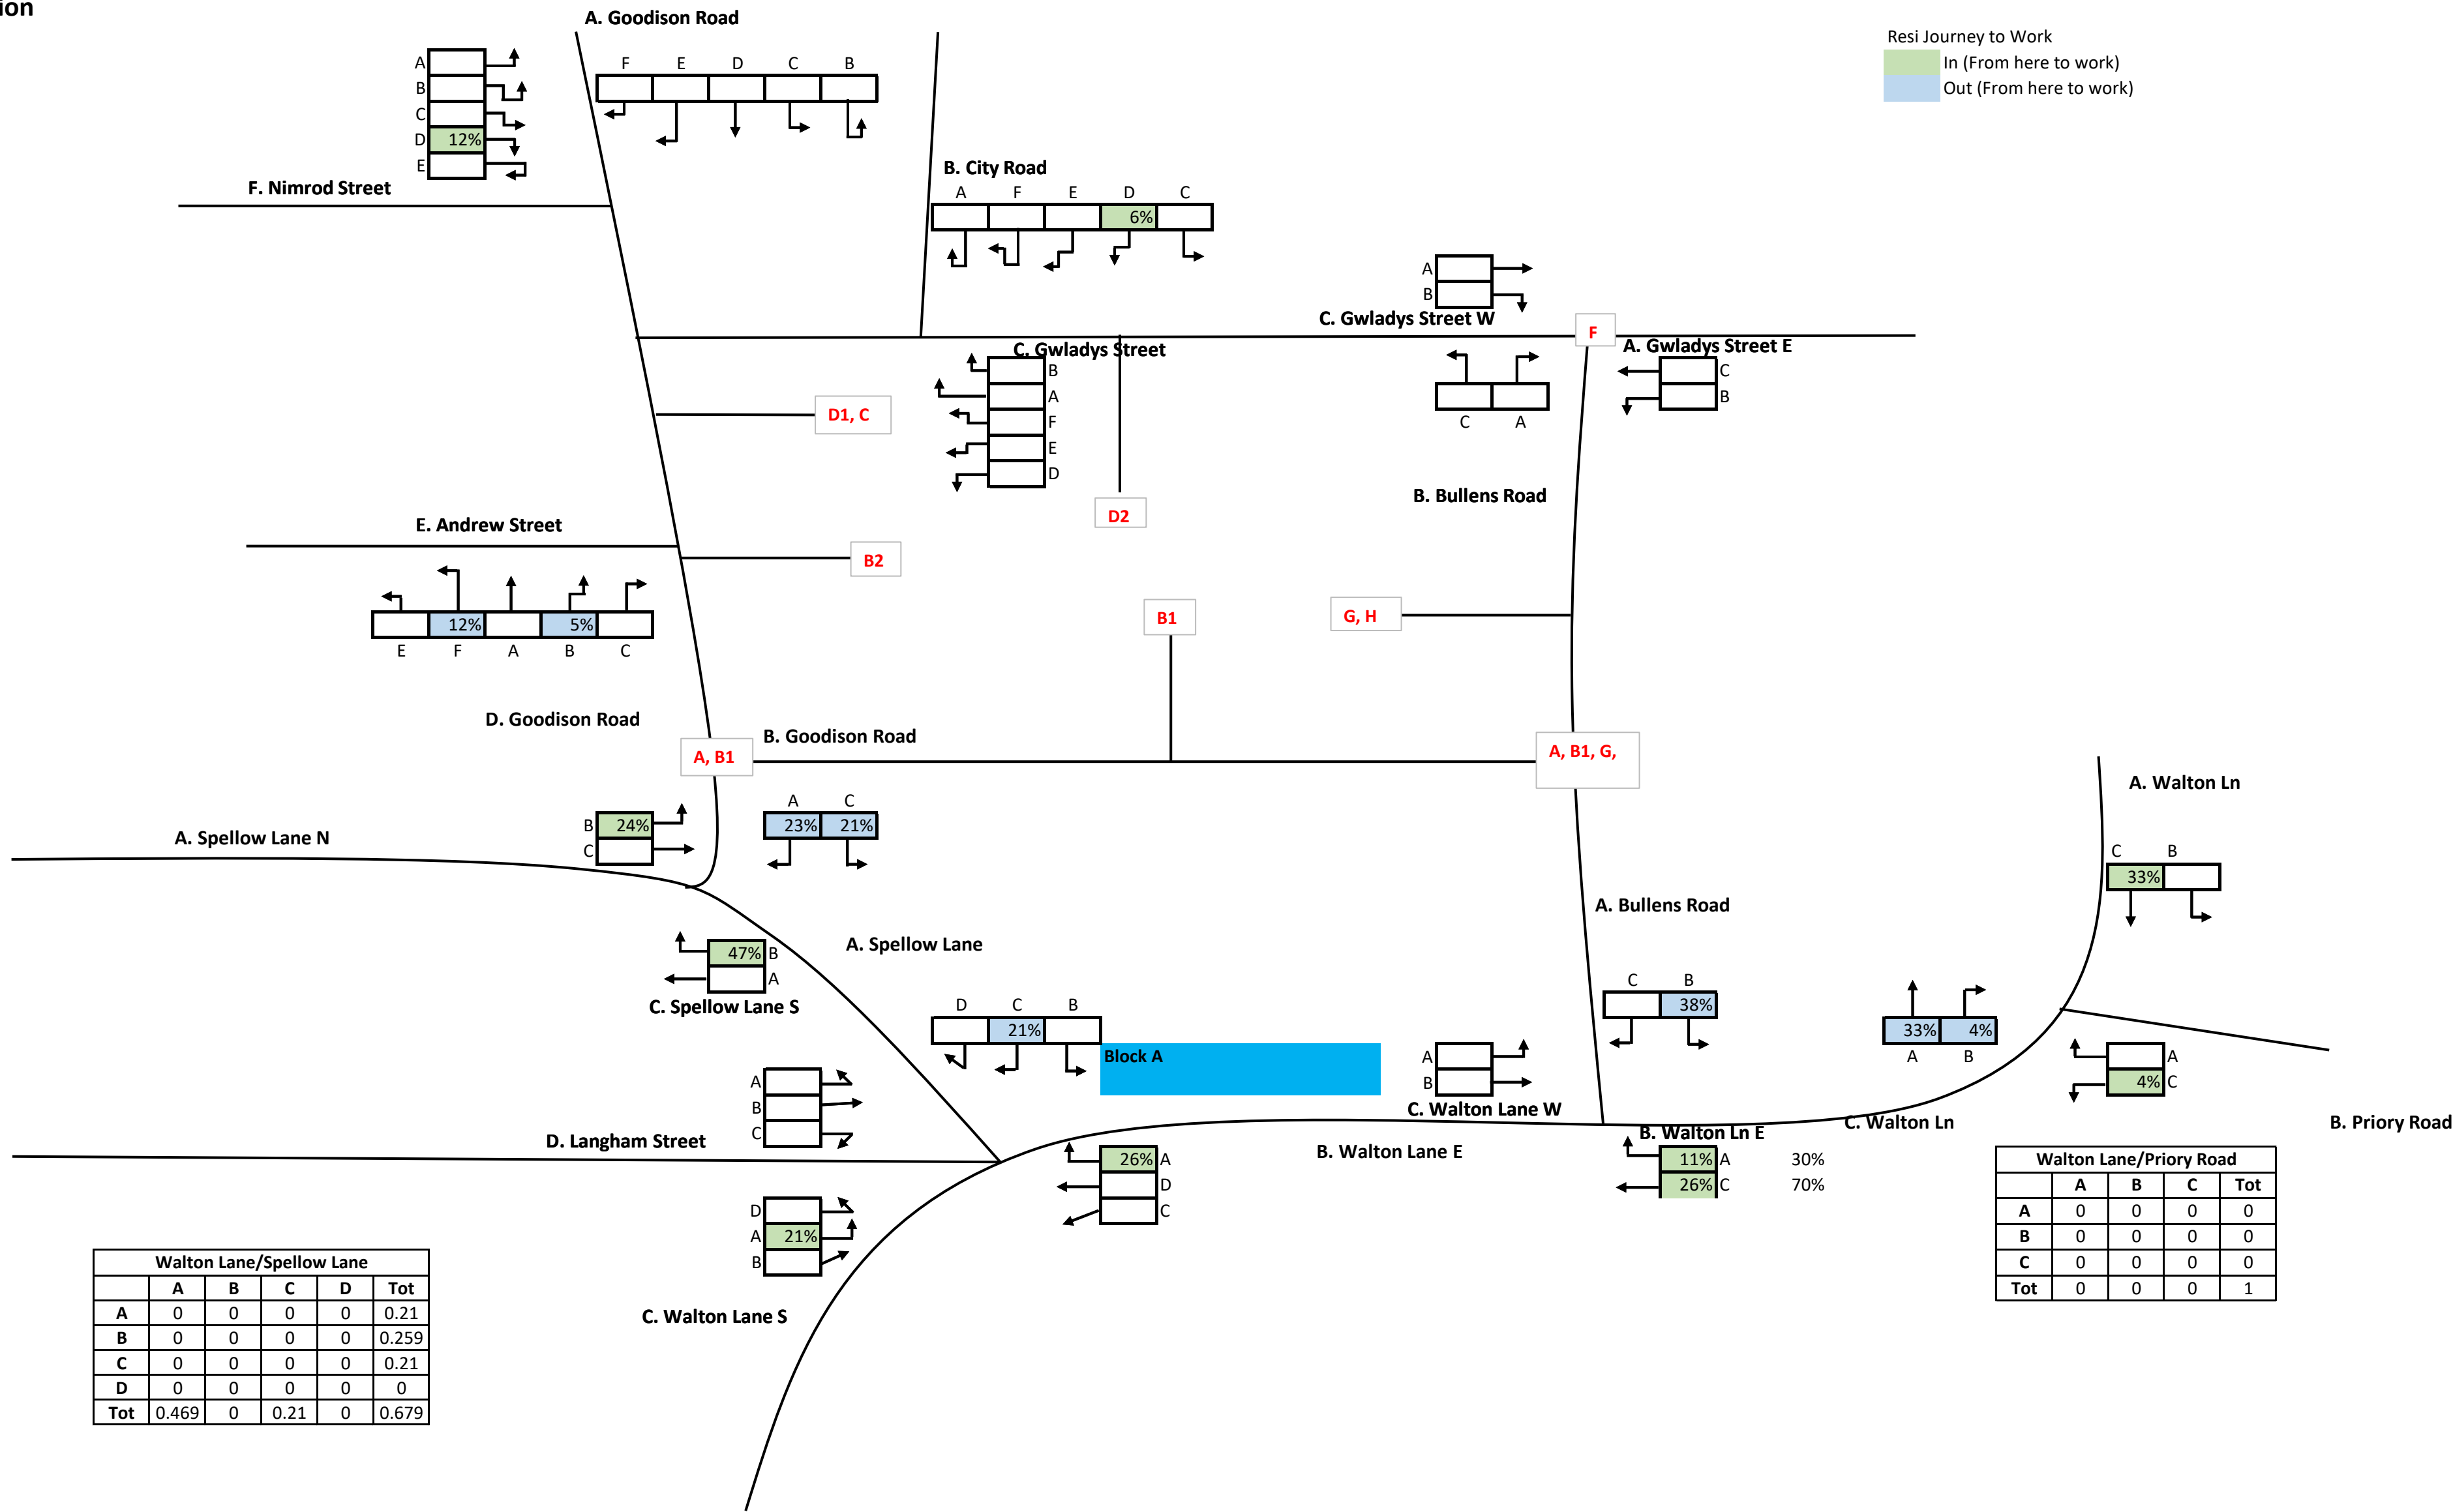 ion
A. Goodison Road
Resi Journey to Work
In (From here to work)
Out (From here to work)
A
B
C
D 12%
E
F E D C B
F. Nimrod Street
B. City Road
A F E D C
6%
A
B
C. Gwladys Street W
F
C. Gwladys Street
A. Gwladys Street E
B
A
F
E
D
C
B
C A
D1, C
B. Bullens Road
D2
E. Andrew Street
B2
12% 5%
E F A B C
B1
G, H
D. Goodison Road
B. Goodison Road
A, B1
A, B1, G,
A. Walton Ln
A. Spellow Lane N
B 24%
C
A C
23% 21%
C B
33%
A. Bullens Road
A. Spellow Lane
47% B
A
C. Spellow Lane S
D C B
21%
Block A
C B
38%
33% 4%
A B
A
B
C. Walton Lane W
A
4% C
A
B
C
D. Langham Street
B. Walton Lane E
B. Walton Ln E
C. Walton Ln
B. Priory Road
26% A
D
C
11% A 30%
26% C 70%
Walton Lane/Priory Road
A B C Tot
A 0 0 0 0
B 0 0 0 0
C 0 0 0 0
Tot 0 0 0 1
D
A 21%
B
C. Walton Lane S
Walton Lane/Spellow Lane
A B C D Tot
A 0 0 0 0 0.21
B 0 0 0 0 0.259
C 0 0 0 0 0.21
D 0 0 0 0 0
Tot 0.469 0 0.21 0 0.679